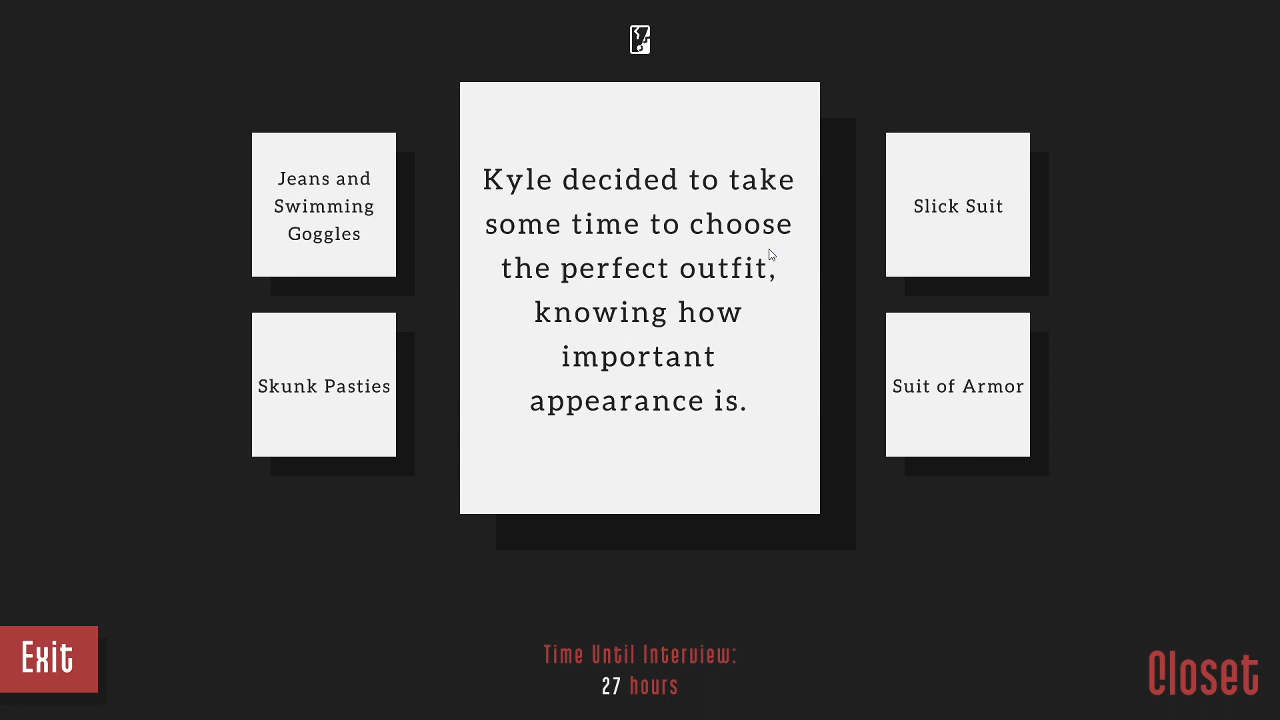 Jeans and
Swimming
Goggles
Skunk Pasties
Kyle decided to take
some time to choose
the perfect outfit,
knowing how
important
appearance is.
Slick Suit
Suit of Armor
Exit
Time Until Interview:
27 hours
Closet